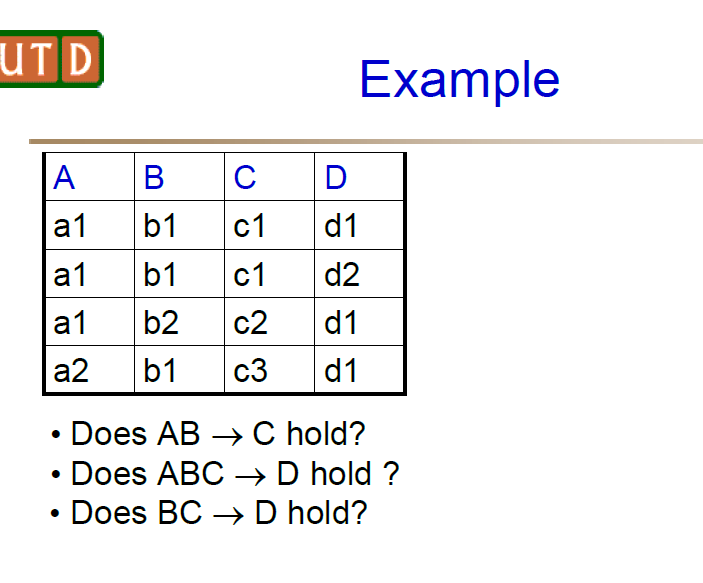 UTD
Example
A B C D
a1 b1 c1 d1
a1 b1 c1 d2
a1 b2 c2 d1
a2 b1 c3 d1
• Does AB → C hold?
• Does ABC → D hold ?
• Does BC → D hold?